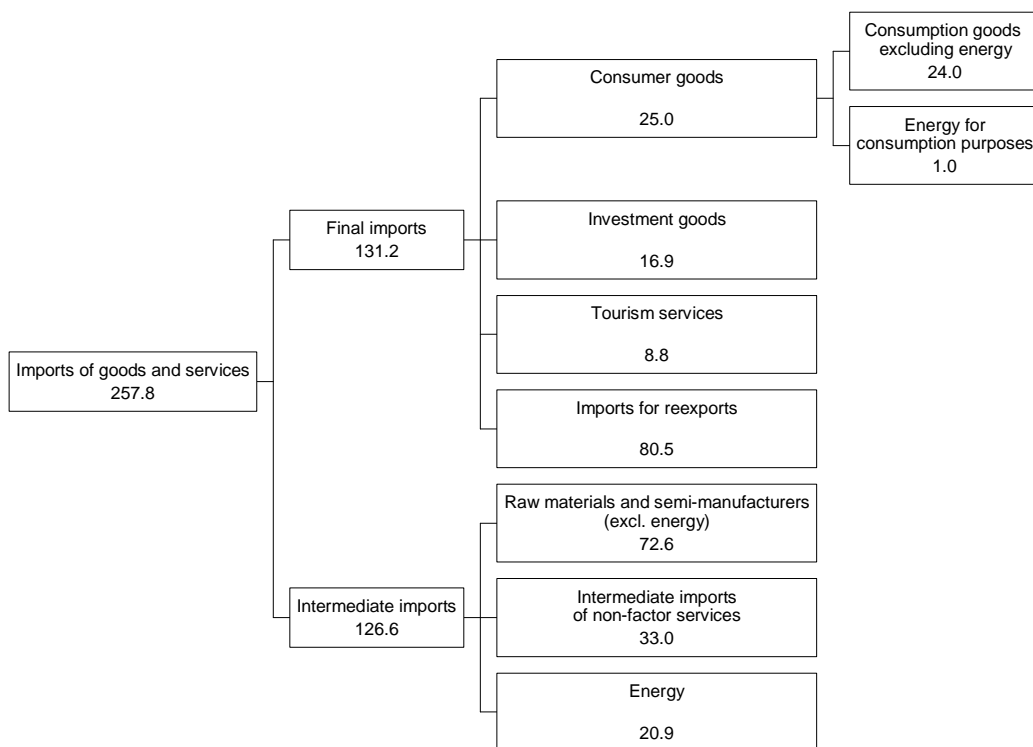 Consumption goods
excluding energy
24.0
Consumer goods
25.0
Energy for
consumption purposes
1.0
Final imports
131.2
Investment goods
16.9
Tourism services
8.8
Imports of goods and services
257.8
Imports for reexports
80.5
Raw materials and semi-manufacturers
(excl. energy)
72.6
Intermediate imports
126.6
Intermediate imports
of non-factor services
33.0
Energy
20.9